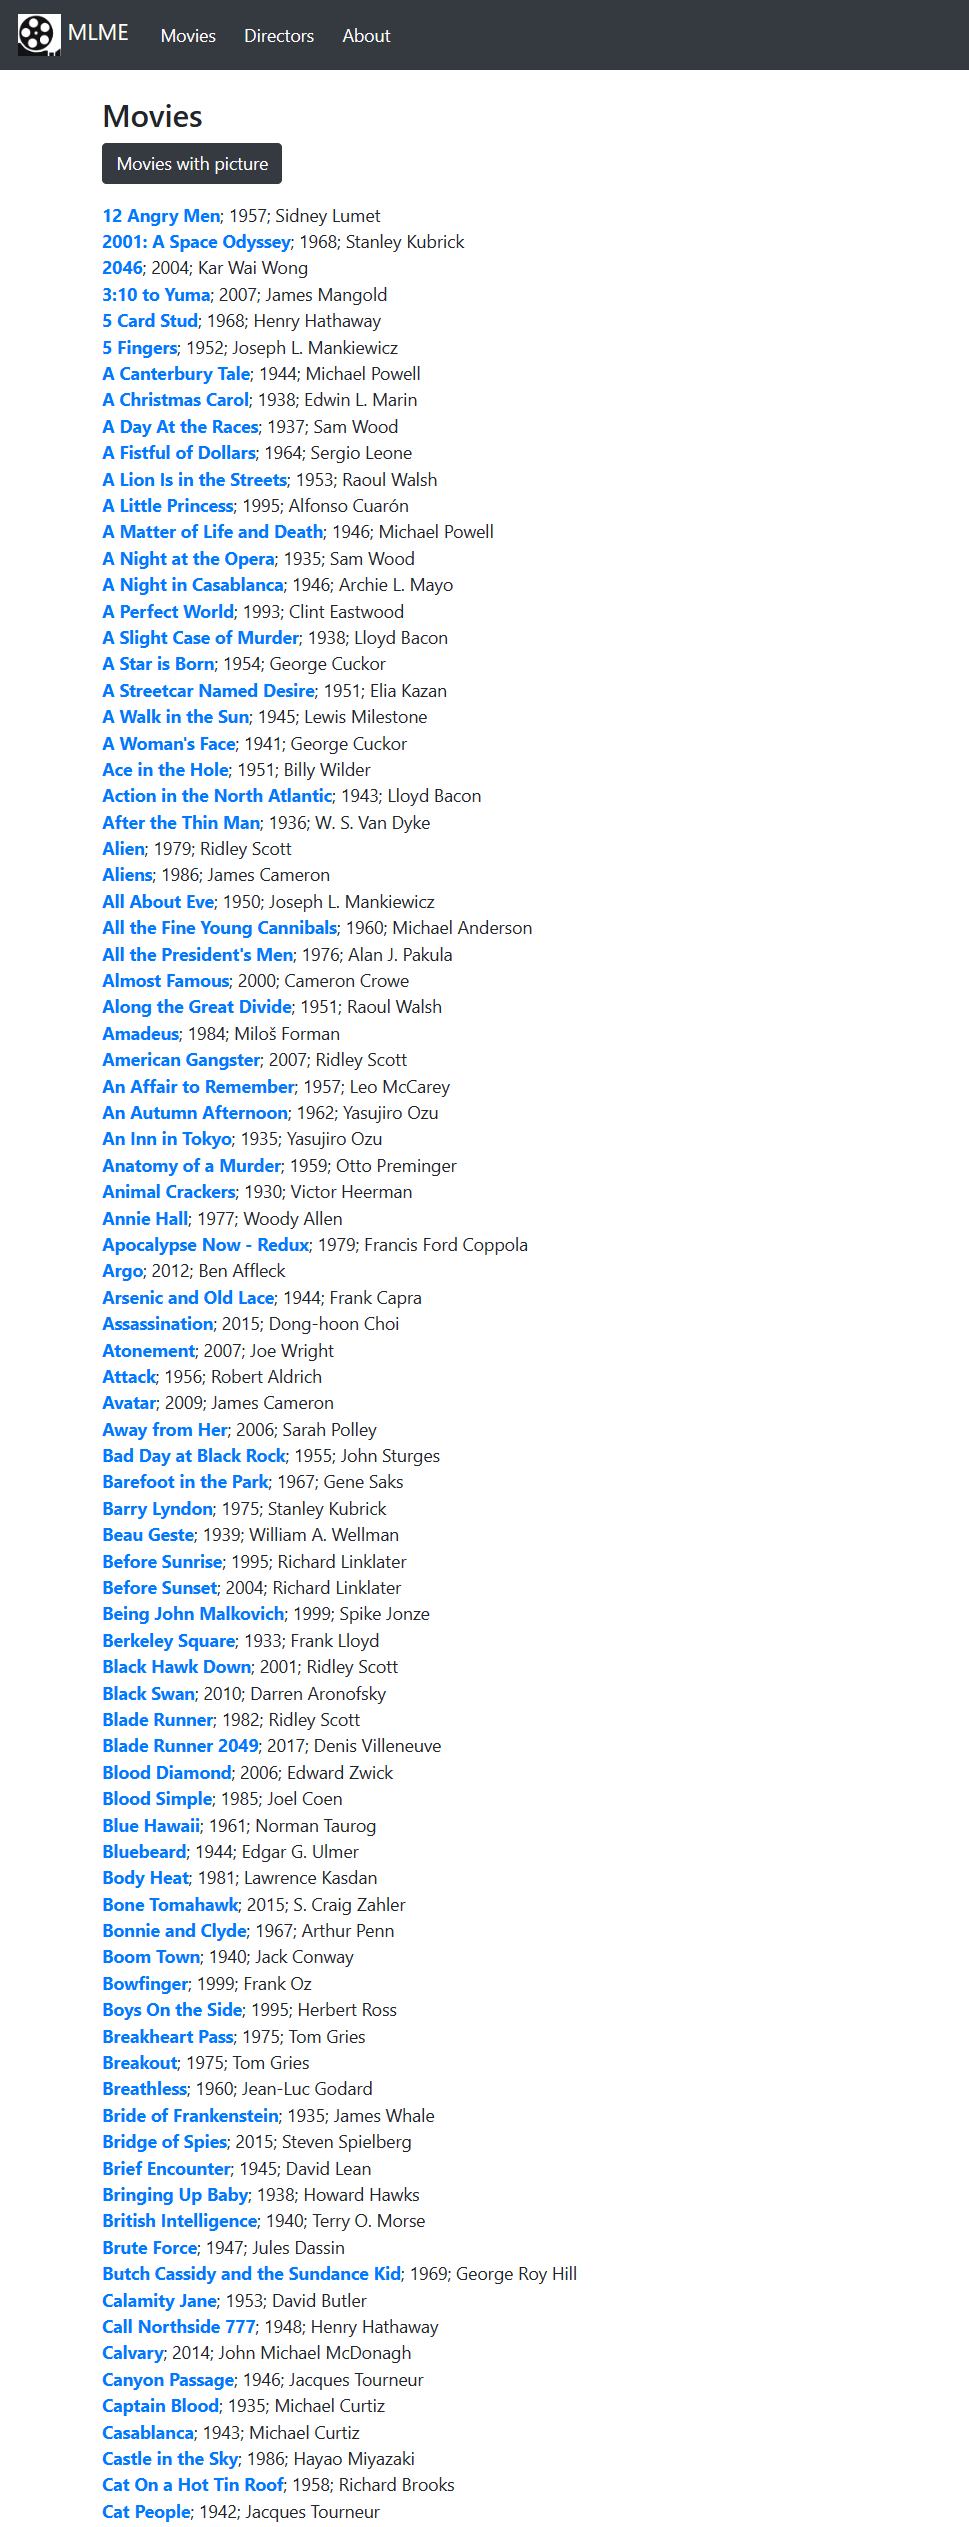 MLME Movies Directors About
Movies
Movies with picture
12 Angry Men; 1957; Sidney Lumet
2001: A Space Odyssey; 1968; Stanley Kubrick
2046; 2004; Kar Wai Wong
3:10 to Yuma; 2007; James Mangold
5 Card Stud; 1968; Henry Hathaway
5 Fingers; 1952; Joseph L. Mankiewicz
A Canterbury Tale; 1944; Michael Powell
A Christmas Carol; 1938; Edwin L. Marin
A Day At the Races; 1937; Sam Wood
A Fistful of Dollars; 1964; Sergio Leone
A Lion Is in the Streets; 1953; Raoul Walsh
A Little Princess; 1995; Alfonso Cuarón
A Matter of Life and Death; 1946; Michael Powell
A Night at the Opera; 1935; Sam Wood
A Night in Casablanca; 1946; Archie L. Mayo
A Perfect World; 1993; Clint Eastwood
A Slight Case of Murder; 1938; Lloyd Bacon
A Star is Born; 1954; George Cuckor
A Streetcar Named Desire; 1951; Elia Kazan
A Walk in the Sun; 1945; Lewis Milestone
A Woman's Face; 1941; George Cuckor
Ace in the Hole; 1951; Billy Wilder
Action in the North Atlantic; 1943; Lloyd Bacon
After the Thin Man; 1936; W. S. Van Dyke
Alien; 1979; Ridley Scott
Aliens; 1986; James Cameron
All About Eve; 1950; Joseph L. Mankiewicz
All the Fine Young Cannibals; 1960; Michael Anderson
All the President's Men; 1976; Alan J. Pakula
Almost Famous; 2000; Cameron Crowe
Along the Great Divide; 1951; Raoul Walsh
Amadeus; 1984; Miloš Forman
American Gangster; 2007; Ridley Scott
An Affair to Remember; 1957; Leo McCarey
An Autumn Afternoon; 1962; Yasujiro Ozu
An Inn in Tokyo; 1935; Yasujiro Ozu
Anatomy of a Murder; 1959; Otto Preminger
Animal Crackers; 1930; Victor Heerman
Annie Hall; 1977; Woody Allen
Apocalypse Now - Redux; 1979; Francis Ford Coppola
Argo; 2012; Ben Affleck
Arsenic and Old Lace; 1944; Frank Capra
Assassination; 2015; Dong-hoon Choi
Atonement; 2007; Joe Wright
Attack; 1956; Robert Aldrich
Avatar; 2009; James Cameron
Away from Her; 2006; Sarah Polley
Bad Day at Black Rock; 1955; John Sturges
Barefoot in the Park; 1967; Gene Saks
Barry Lyndon; 1975; Stanley Kubrick
Beau Geste; 1939; William A. Wellman
Before Sunrise; 1995; Richard Linklater
Before Sunset; 2004; Richard Linklater
Being John Malkovich; 1999; Spike Jonze
Berkeley Square; 1933; Frank Lloyd
Black Hawk Down; 2001; Ridley Scott
Black Swan; 2010; Darren Aronofsky
Blade Runner; 1982; Ridley Scott
Blade Runner 2049; 2017; Denis Villeneuve
Blood Diamond; 2006; Edward Zwick
Blood Simple; 1985; Joel Coen
Blue Hawaii; 1961; Norman Taurog
Bluebeard; 1944; Edgar G. Ulmer
Body Heat; 1981; Lawrence Kasdan
Bone Tomahawk; 2015; S. Craig Zahler
Bonnie and Clyde; 1967; Arthur Penn
Boom Town; 1940; Jack Conway
Bowfinger; 1999; Frank Oz
Boys On the Side; 1995; Herbert Ross
Breakheart Pass; 1975; Tom Gries
Breakout; 1975; Tom Gries
Breathless; 1960; Jean-Luc Godard
Bride of Frankenstein; 1935; James Whale
Bridge of Spies; 2015; Steven Spielberg
Brief Encounter; 1945; David Lean
Bringing Up Baby; 1938; Howard Hawks
British Intelligence; 1940; Terry O. Morse
Brute Force; 1947; Jules Dassin
Butch Cassidy and the Sundance Kid; 1969; George Roy Hill
Calamity Jane; 1953; David Butler
Call Northside 777; 1948; Henry Hathaway
Calvary; 2014; John Michael McDonagh
Canyon Passage; 1946; Jacques Tourneur
Captain Blood; 1935; Michael Curtiz
Casablanca; 1943; Michael Curtiz
Castle in the Sky; 1986; Hayao Miyazaki
Cat On a Hot Tin Roof; 1958; Richard Brooks
Cat People; 1942; Jacques Tourneur